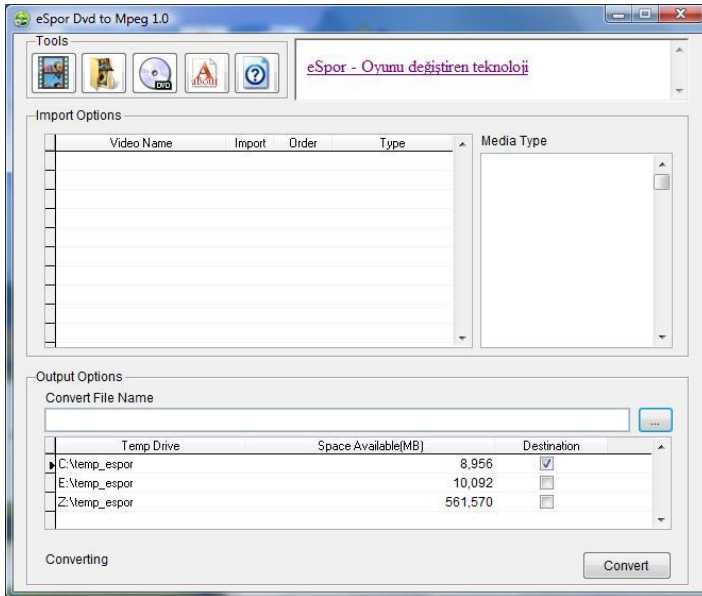 eSpor Dvd to Mpeg 1.0
Tools
DVD
About
eSpor - Oyunu değiştiren teknoloji
Import Options
Video Name Import Order Type
Media Type
Output Options
Convert File Name
...
Temp Drive Space Available(MB) Destination
C:\temp_espor 8,956
E:\temp_espor 10,092
Z:\temp_espor 561,570
Converting
Convert